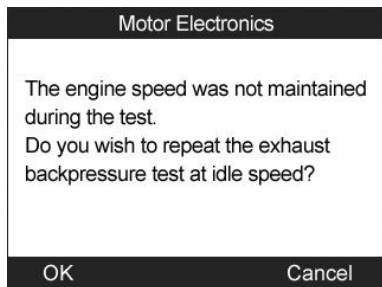 Motor Electronics
The engine speed was not maintained
during the test.
Do you wish to repeat the exhaust
backpressure test at idle speed?
OK
Cancel